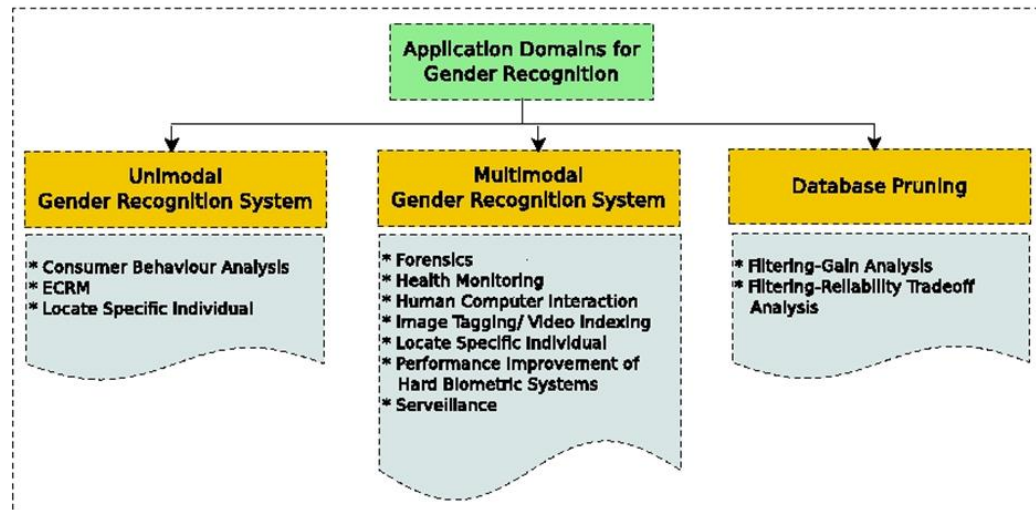 Application Domains for
Gender Recognition
Unimodal
Gender Recognition System
* Consumer Behaviour Analysis
* ECRM
* Locate Specific Individual
Multimodal
Gender Recognition System
* Forensics
* Health Monitoring
* Human Computer Interaction
* Image Tagging/ Video Indexing
* Locate Specific Individual
* Performance Improvement of
Hard Biometric Systems
* Serveillance
Database Pruning
* Filtering-Gain Analysis
* Filtering-Reliability Tradeoff
Analysis